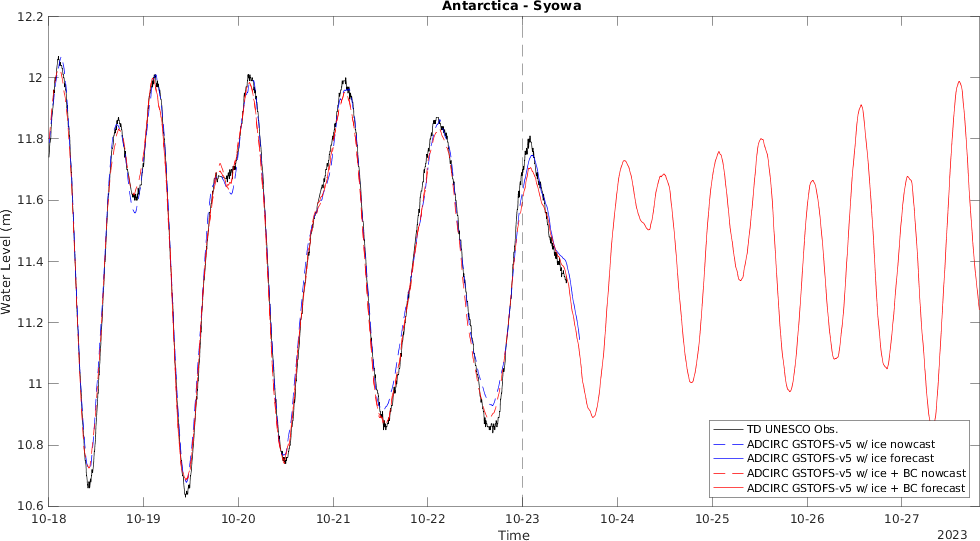 Antarctica - Syowa
12.2
12
11.8
11.6
11.4
11.2
11
10.8
10.6
Water Level (m)
10-18 10-19 10-20 10-21 10-22 10-23 10-24 10-25 10-26 10-27
Time
2023
TD UNESCO Obs.
ADCIRC GSTOFS-v5 w/ ice nowcast
ADCIRC GSTOFS-v5 w/ ice forecast
ADCIRC GSTOFS-v5 w/ ice + BC nowcast
ADCIRC GSTOFS-v5 w/ ice + BC forecast